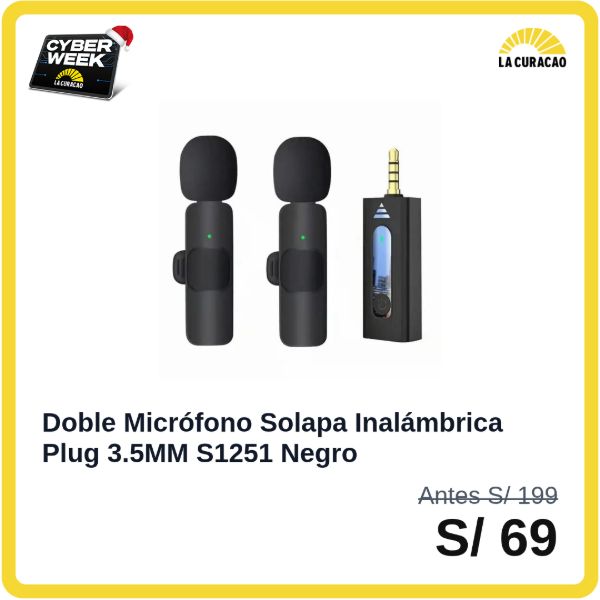 CYBER
WEEK
LA CURACAO
LA CURACAO
Doble Micrófono Solapa Inalámbrica
Plug 3.5MM S1251 Negro
Antes S/ 199
S/ 69